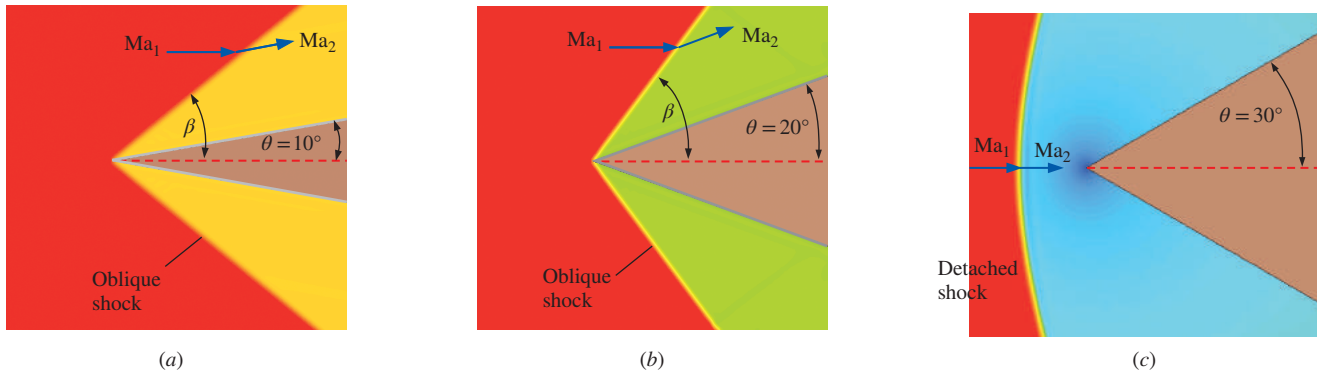 Ma₁
Ma₂
β
θ = 10°
Oblique
shock
(a)
Ma₁
Ma₂
β
θ = 20°
Oblique
shock
(b)
θ = 30°
Ma₁
Ma₂
Detached
shock
(c)